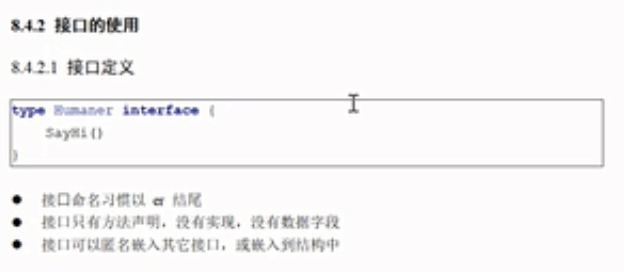 8.4.2 接口的使用
8.4.2.1 接口定义
type Humaner interface {
SayHi()
}
● 接口命名习惯以 er 结尾
● 接口只有方法声明，没有实现，没有数据字段
● 接口可以匿名嵌入其它接口，或嵌入到结构中